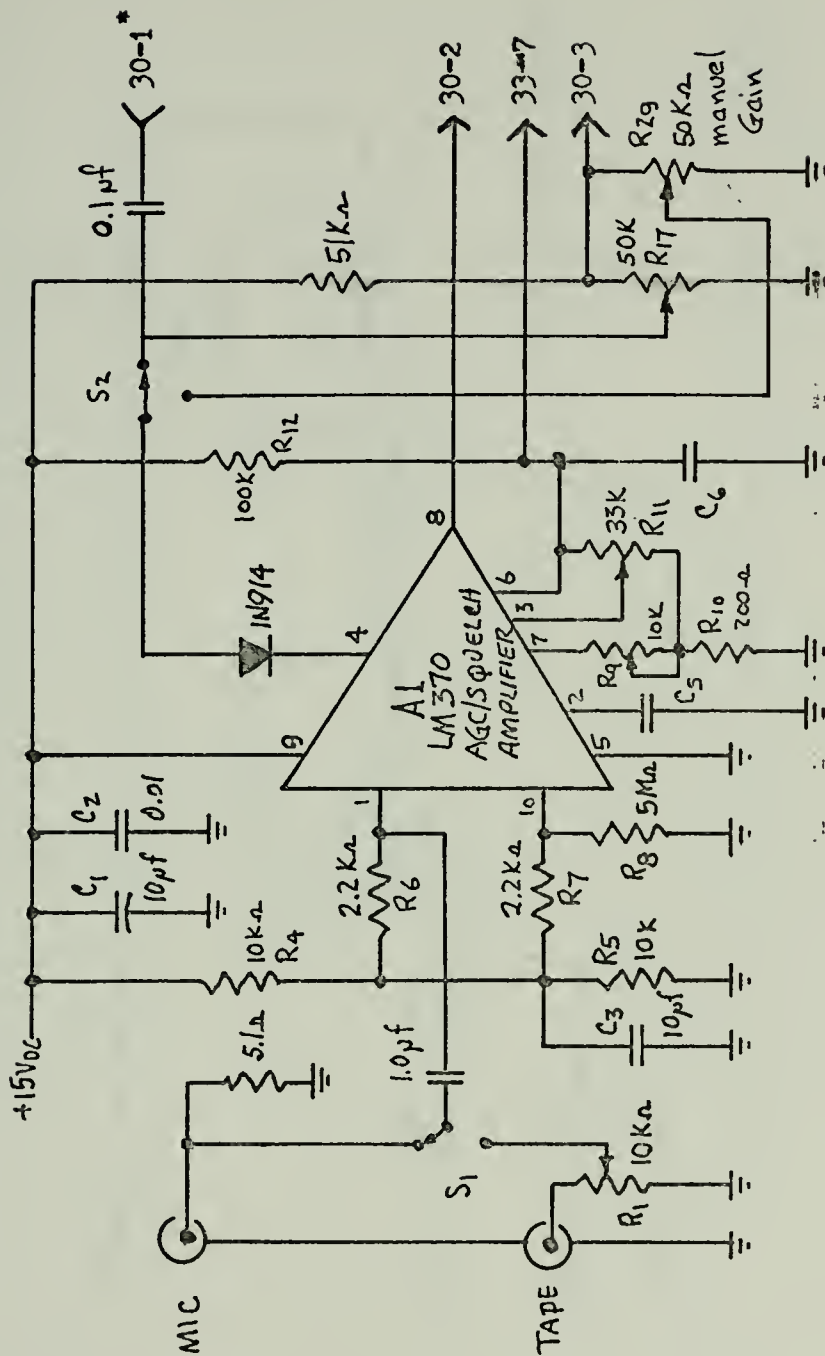 MIC
TAPE
+15VDC
5.1Ω
S1
R1
10KΩ
1.0µf
10KΩ
R4
C1
10µf
C2
0.01
2.2KΩ
R6
2.2KΩ
R7
C3
10µf
R5
10K
R8
5MΩ
1
10
9
4
8
6
3
7
2
5
A1
LM370
AGC/SQUELCH
AMPLIFIER
1N914
S2
0.1µf
30-1*
100K
R12
51KΩ
30-2
33-7
30-3
50K
R17
R29
50KΩ
manuel
Gain
33K
R11
R9
10K
R10
200Ω
C5
C6